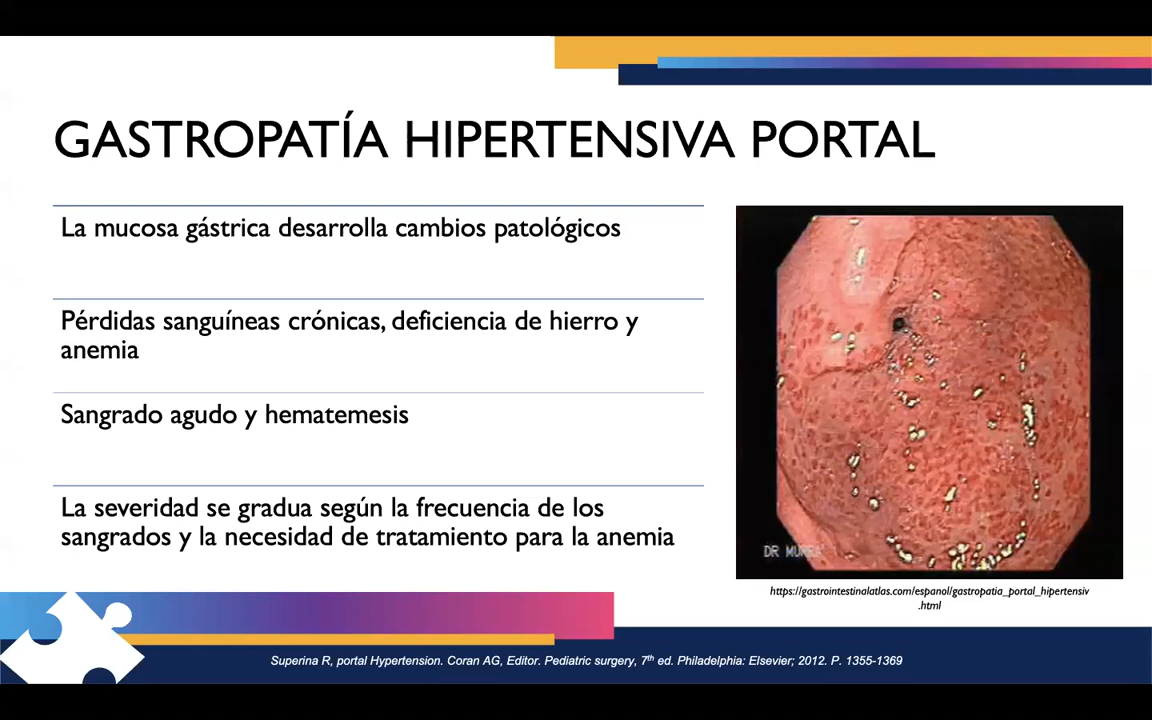 GASTROPATÍA HIPERTENSIVA PORTAL
La mucosa gástrica desarrolla cambios patológicos
Pérdidas sanguíneas crónicas, deficiencia de hierro y
anemia
Sangrado agudo y hematemesis
La severidad se gradua según la frecuencia de los
sangrados y la necesidad de tratamiento para la anemia
https://gastrointestinalatlas.com/espanol/gastropatia_portal_hipertensiv
.html
Superina R, portal Hypertension. Coran AG, Editor. Pediatric surgery, 7th ed. Philadelphia: Elsevier; 2012. P. 1355-1369